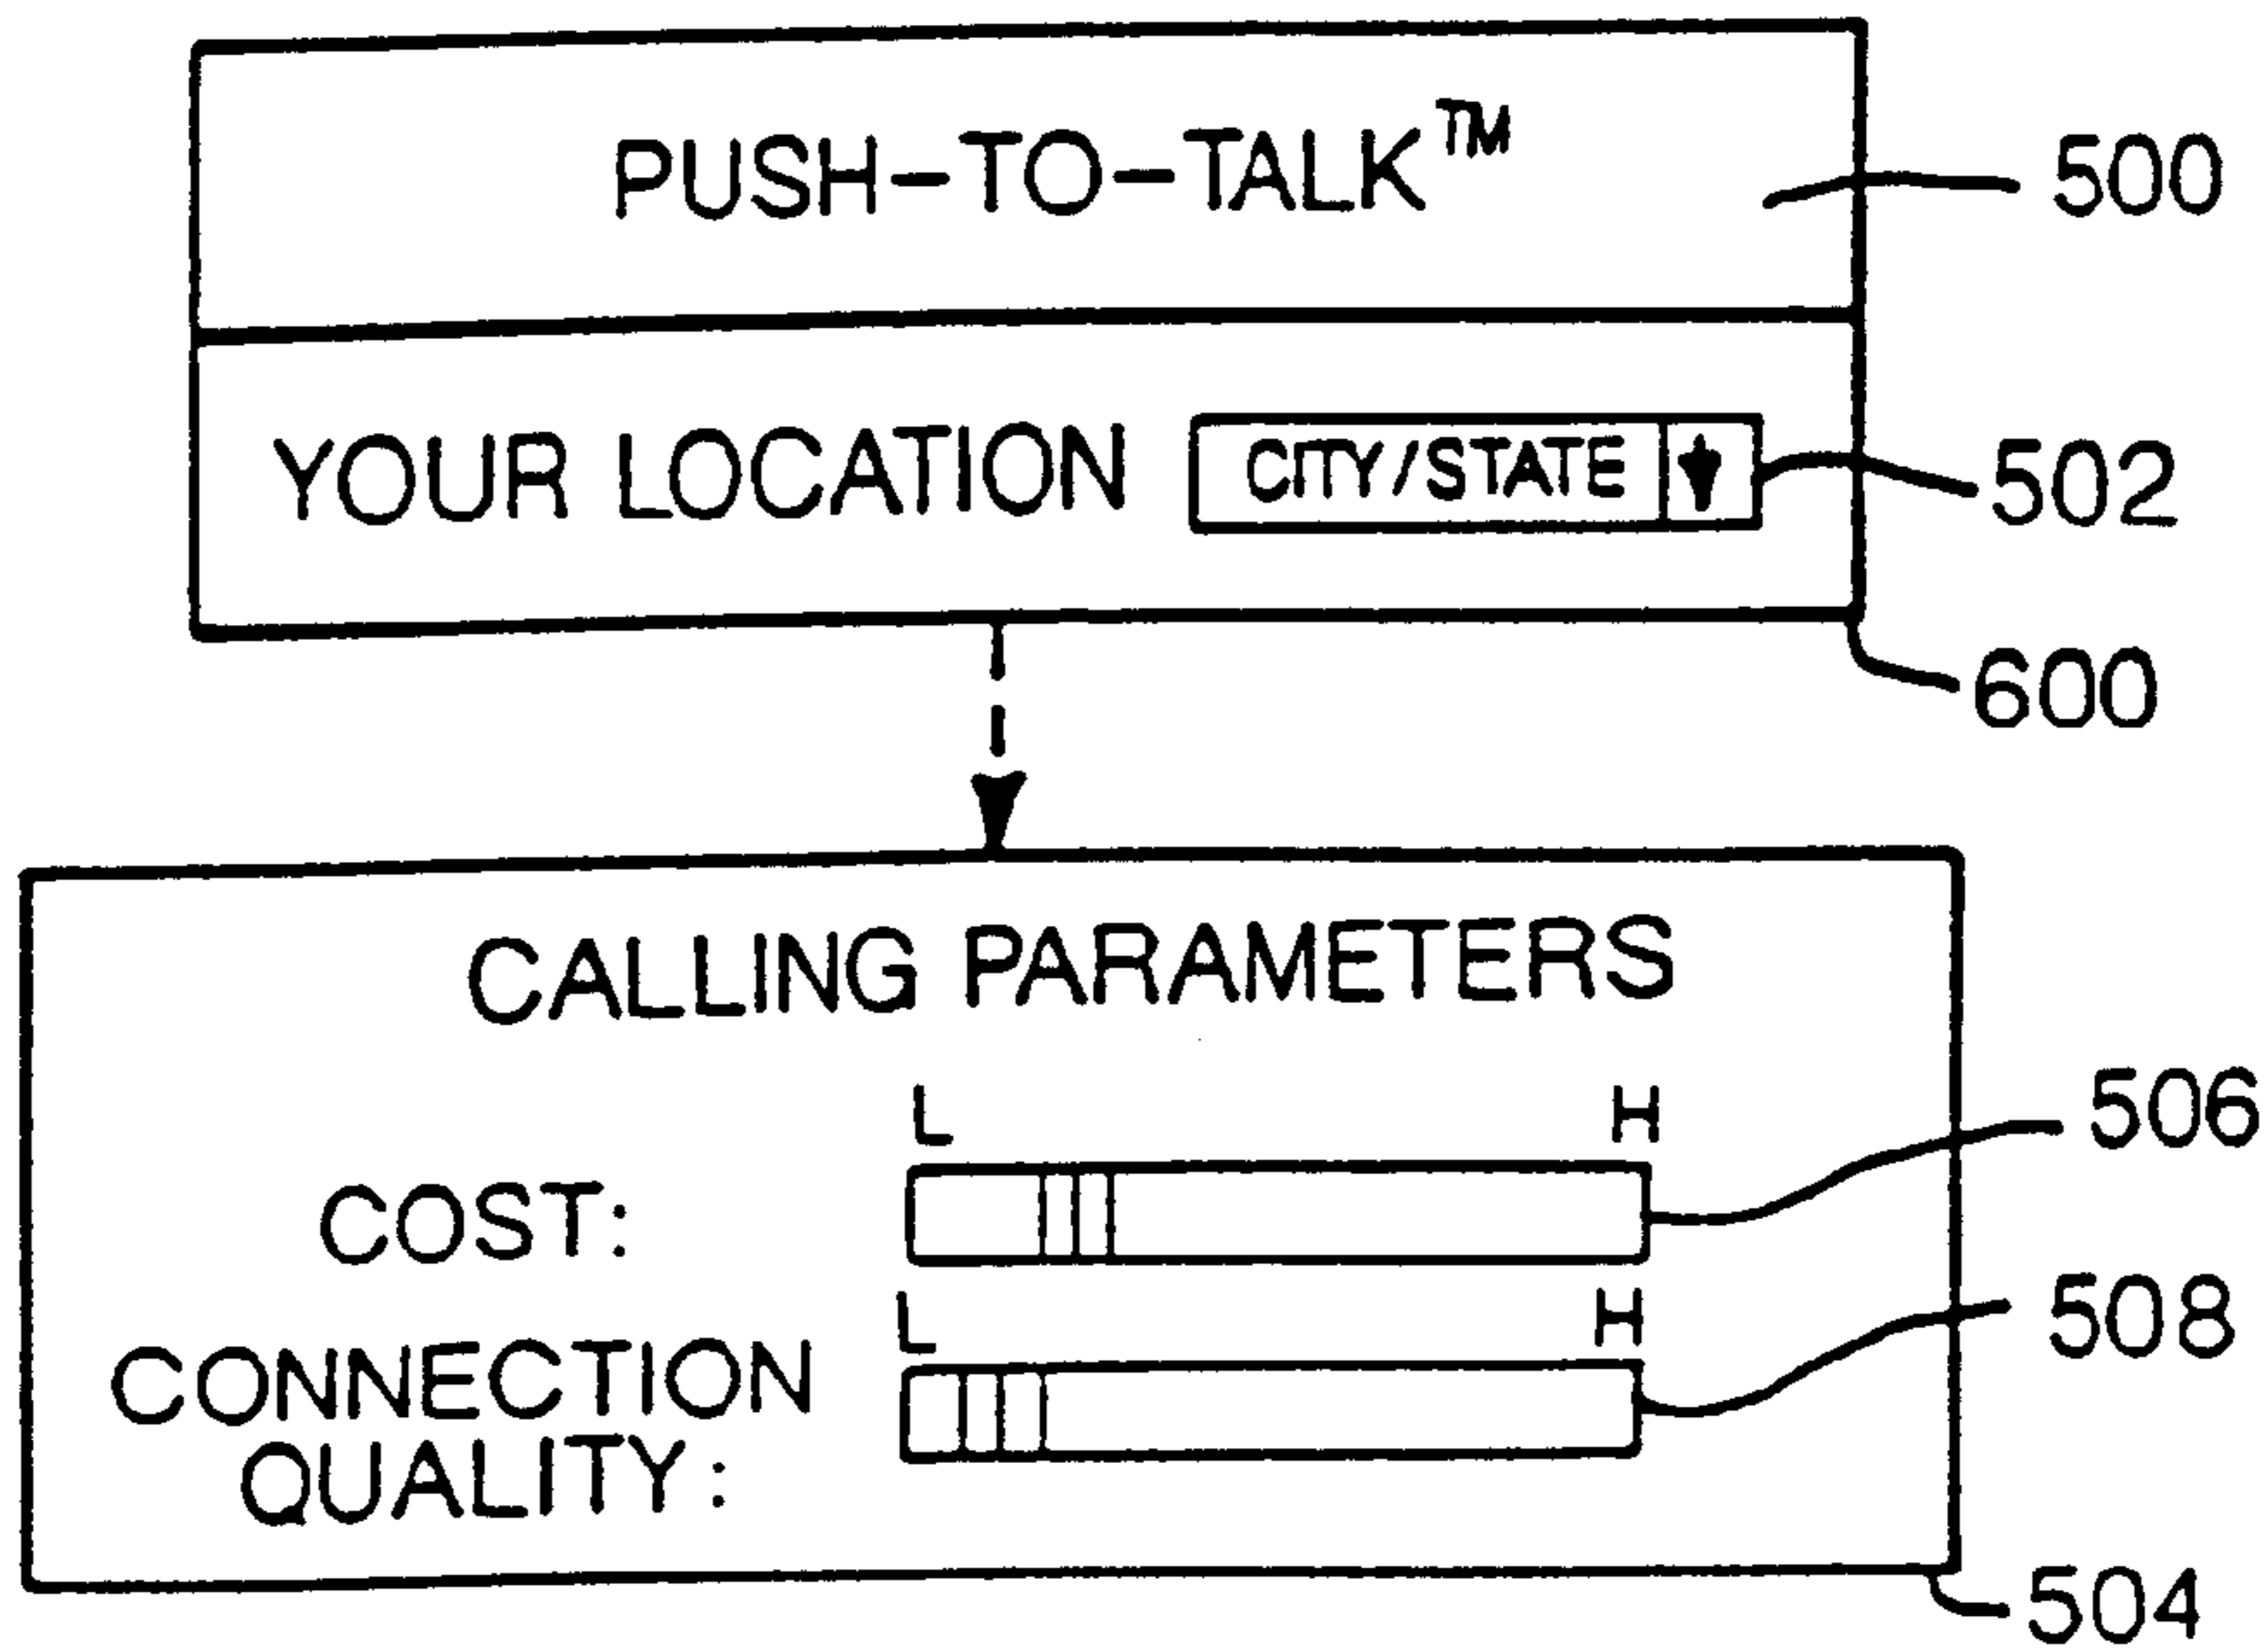 PUSH-TO-TALK™
500
YOUR LOCATION CITY/STATE
502
600
CALLING PARAMETERS
L H
506
COST:
L H
508
CONNECTION
QUALITY:
504